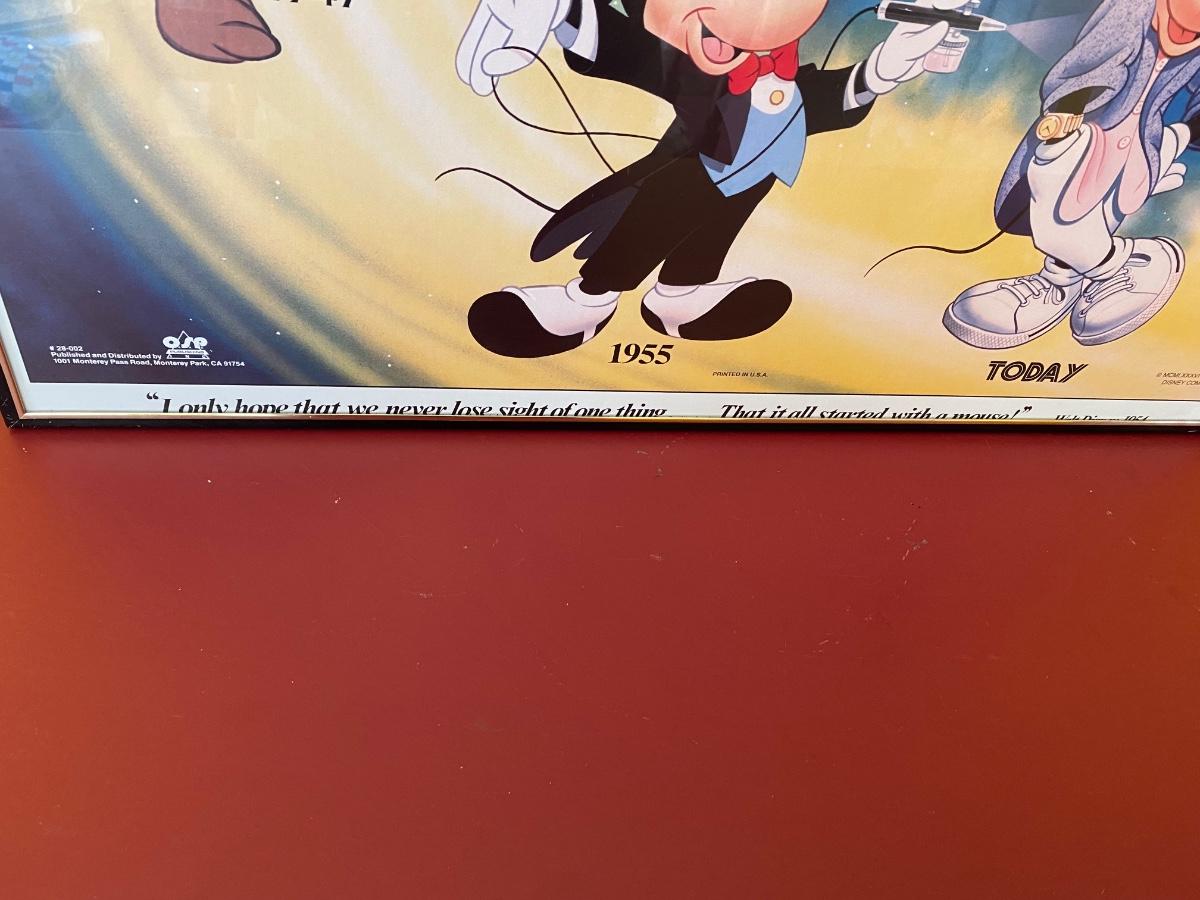 1955
TODAY
# 28-002
Published and Distributed by OSP PUBLISHING
1001 Monterey Pass Road, Monterey Park, CA 91754
PRINTED IN U.S.A.
“I only hope that we never lose sight of one thing That it all started with a mouse!”